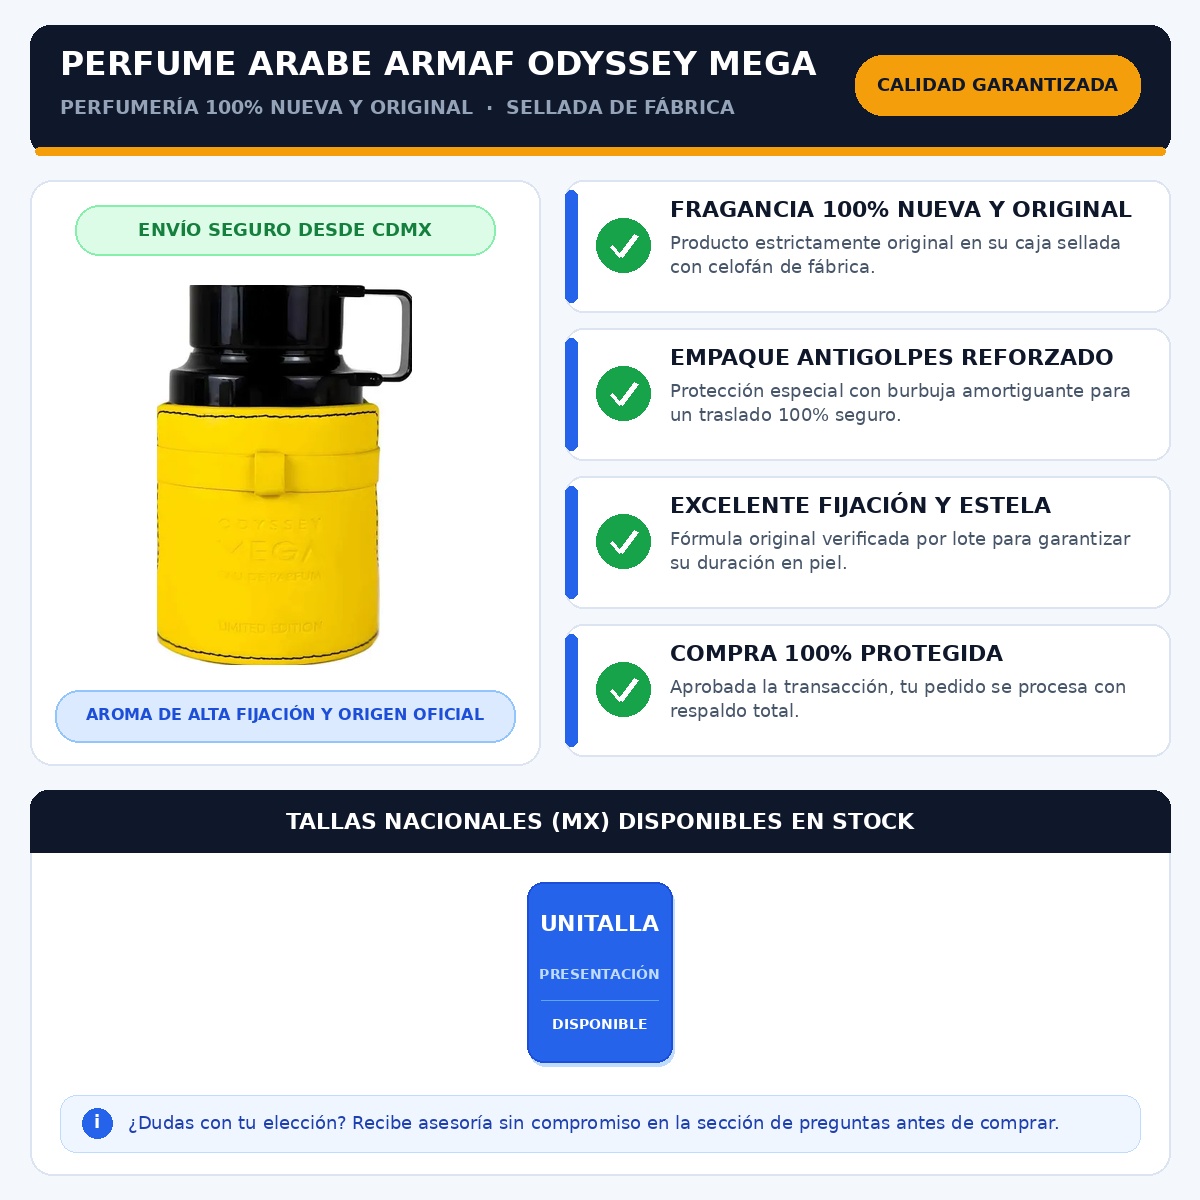 PERFUME ARABE ARMAF ODYSSEY MEGA
PERFUMERÍA 100% NUEVA Y ORIGINAL · SELLADA DE FÁBRICA
CALIDAD GARANTIZADA
ENVÍO SEGURO DESDE CDMX
ODYSSEY
MEGA
EAU DE PARFUM
LIMITED EDITION
AROMA DE ALTA FIJACIÓN Y ORIGEN OFICIAL
FRAGANCIA 100% NUEVA Y ORIGINAL
Producto estrictamente original en su caja sellada
con celofán de fábrica.
EMPAQUE ANTIGOLPES REFORZADO
Protección especial con burbuja amortiguante para
un traslado 100% seguro.
EXCELENTE FIJACIÓN Y ESTELA
Fórmula original verificada por lote para garantizar
su duración en piel.
COMPRA 100% PROTEGIDA
Aprobada la transacción, tu pedido se procesa con
respaldo total.
TALLAS NACIONALES (MX) DISPONIBLES EN STOCK
UNITALLA
PRESENTACIÓN
DISPONIBLE
i ¿Dudas con tu elección? Recibe asesoría sin compromiso en la sección de preguntas antes de comprar.